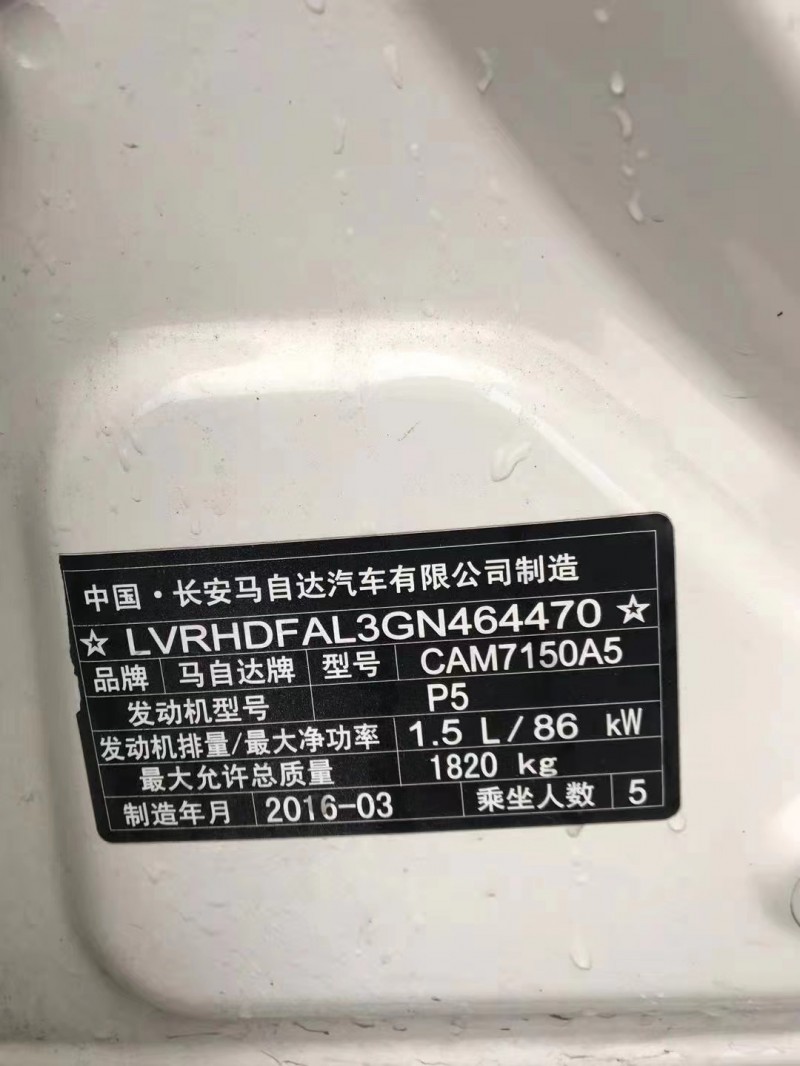 中国·长安马自达汽车有限公司制造
☆ LVRHDFAL3GN464470 ☆
品牌 马自达牌 型号 CAM7150A5
发动机型号 P5
发动机排量/最大净功率 1.5 L/86 kW
最大允许总质量 1820 kg
制造年月 2016-03 乘坐人数 5